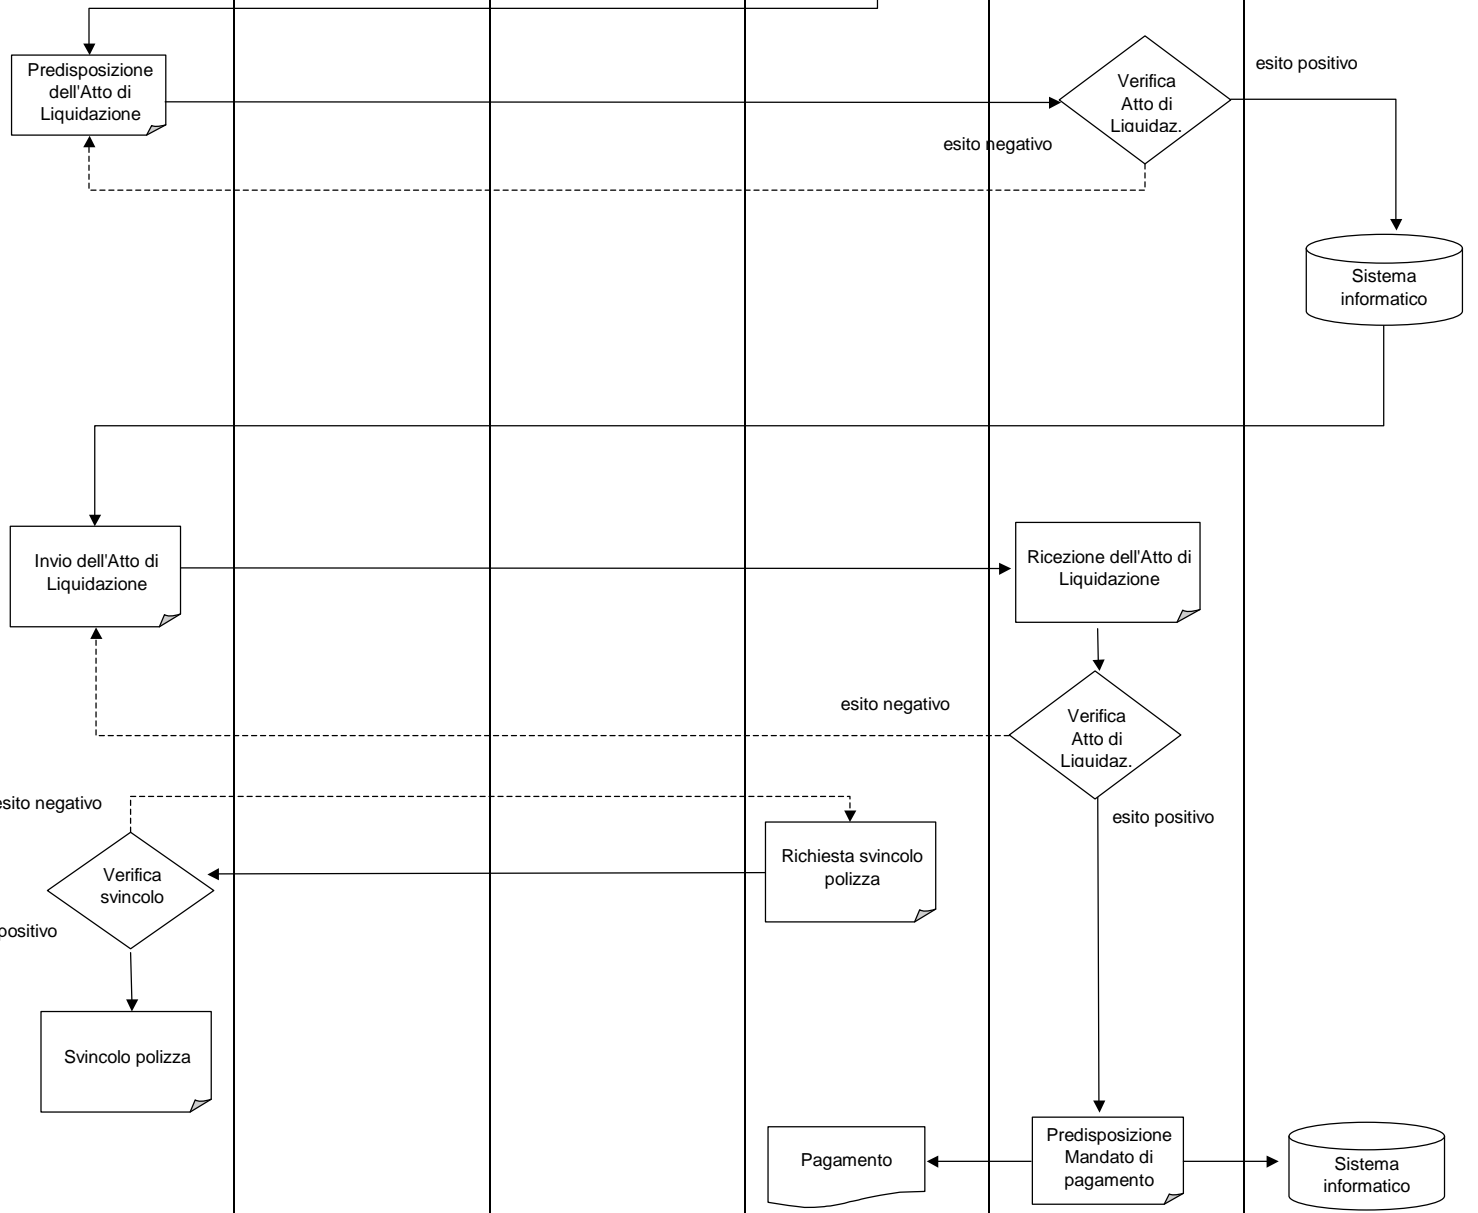 Predisposizione
dell'Atto di
Liquidazione
Verifica
Atto di
Liquidaz.
esito positivo
esito negativo
Sistema
informatico
Invio dell'Atto di
Liquidazione
Ricezione dell'Atto di
Liquidazione
esito negativo
Verifica
Atto di
Liquidaz.
esito negativo
esito positivo
Richiesta svincolo
polizza
Verifica
svincolo
positivo
Svincolo polizza
Pagamento
Predisposizione
Mandato di
pagamento
Sistema
informatico